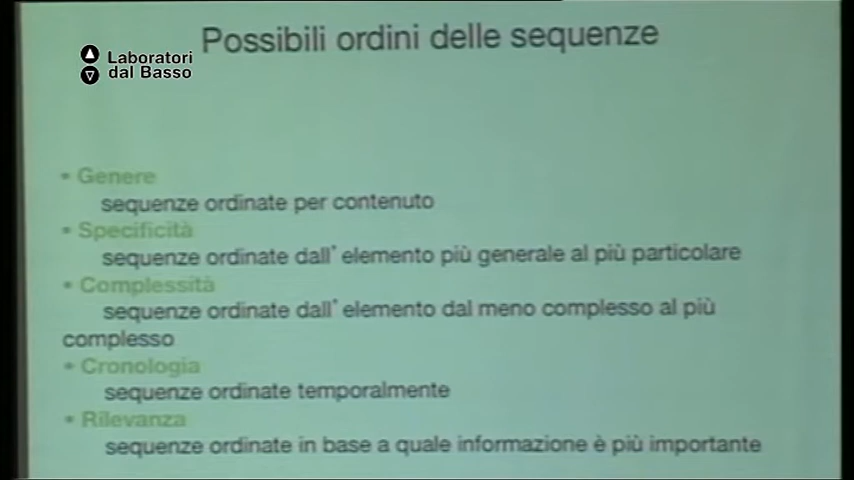 Possibili ordini delle sequenze
Laboratori
dal Basso
• Genere
sequenze ordinate per contenuto
• Specificità
sequenze ordinate dall' elemento più generale al più particolare
• Complessità
sequenze ordinate dall' elemento dal meno complesso al più
complesso
• Cronologia
sequenze ordinate temporalmente
• Rilevanza
sequenze ordinate in base a quale informazione è più importante